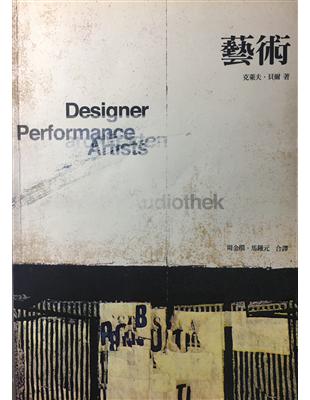 藝術
克萊夫．貝爾 著
Designer
Performance
architekten
Artists
udiothek
周金環．馬鍾元 合譯